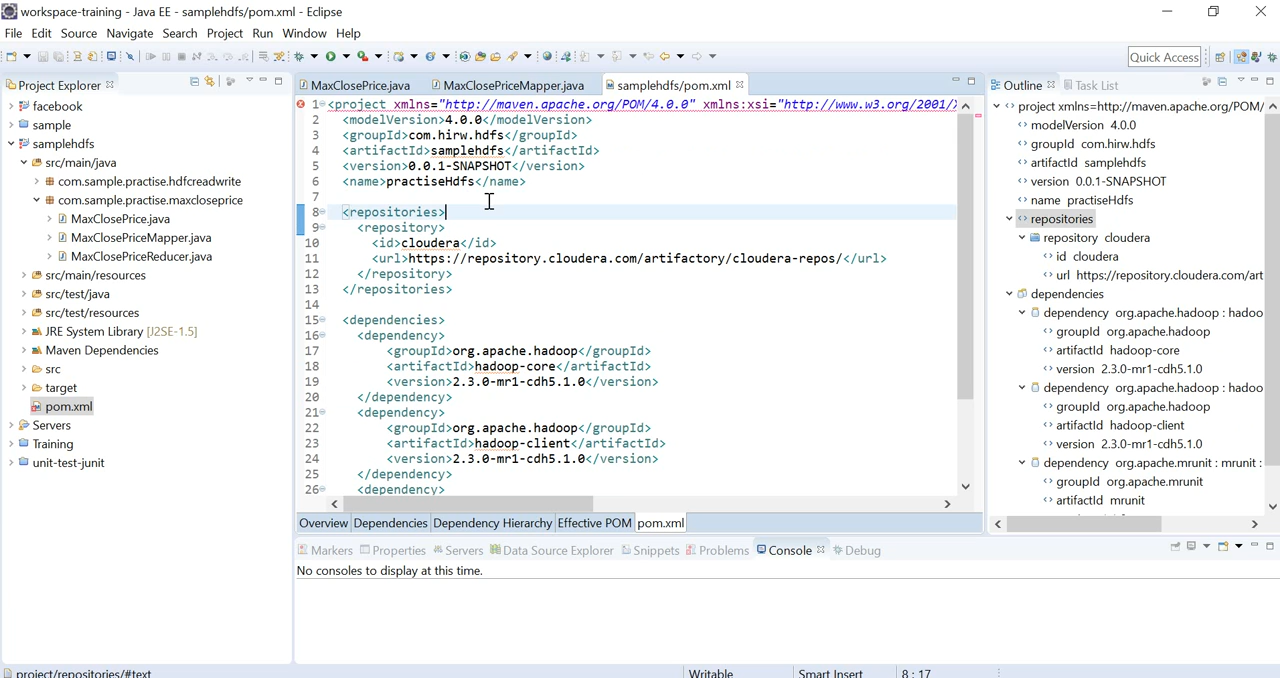 workspace-training - Java EE - samplehdfs/pom.xml - Eclipse
File Edit Source Navigate Search Project Run Window Help
Quick Access
Project Explorer
facebook
sample
samplehdfs
src/main/java
com.sample.practise.hdfcreadwrite
com.sample.practise.maxcloseprice
MaxClosePrice.java
MaxClosePriceMapper.java
MaxClosePriceReducer.java
src/main/resources
src/test/java
src/test/resources
JRE System Library [J2SE-1.5]
Maven Dependencies
src
target
pom.xml
Servers
Training
unit-test-junit
MaxClosePrice.java MaxClosePriceMapper.java samplehdfs/pom.xml
1 <project xmlns="http://maven.apache.org/POM/4.0.0" xmlns:xsi="http://www.w3.org/2001/
2 <modelVersion>4.0.0</modelVersion>
3 <groupId>com.hirw.hdfs</groupId>
4 <artifactId>samplehdfs</artifactId>
5 <version>0.0.1-SNAPSHOT</version>
6 <name>practiseHdfs</name>
7
8 <repositories>
9 <repository>
10 <id>cloudera</id>
11 <url>https://repository.cloudera.com/artifactory/cloudera-repos/</url>
12 </repository>
13 </repositories>
14
15 <dependencies>
16 <dependency>
17 <groupId>org.apache.hadoop</groupId>
18 <artifactId>hadoop-core</artifactId>
19 <version>2.3.0-mr1-cdh5.1.0</version>
20 </dependency>
21 <dependency>
22 <groupId>org.apache.hadoop</groupId>
23 <artifactId>hadoop-client</artifactId>
24 <version>2.3.0-mr1-cdh5.1.0</version>
25 </dependency>
26 <dependency>
Overview Dependencies Dependency Hierarchy Effective POM pom.xml
Outline Task List
project xmlns=http://maven.apache.org/POM/
modelVersion 4.0.0
groupId com.hirw.hdfs
artifactId samplehdfs
version 0.0.1-SNAPSHOT
name practiseHdfs
repositories
repository cloudera
id cloudera
url https://repository.cloudera.com/art
dependencies
dependency org.apache.hadoop : hadoo
groupId org.apache.hadoop
artifactId hadoop-core
version 2.3.0-mr1-cdh5.1.0
dependency org.apache.hadoop : hadoo
groupId org.apache.hadoop
artifactId hadoop-client
version 2.3.0-mr1-cdh5.1.0
dependency org.apache.mrunit : mrunit :
groupId org.apache.mrunit
artifactId mrunit
Markers Properties Servers Data Source Explorer Snippets Problems Console Debug
No consoles to display at this time.
project/repositories/#text Writable Smart Insert 8 : 17